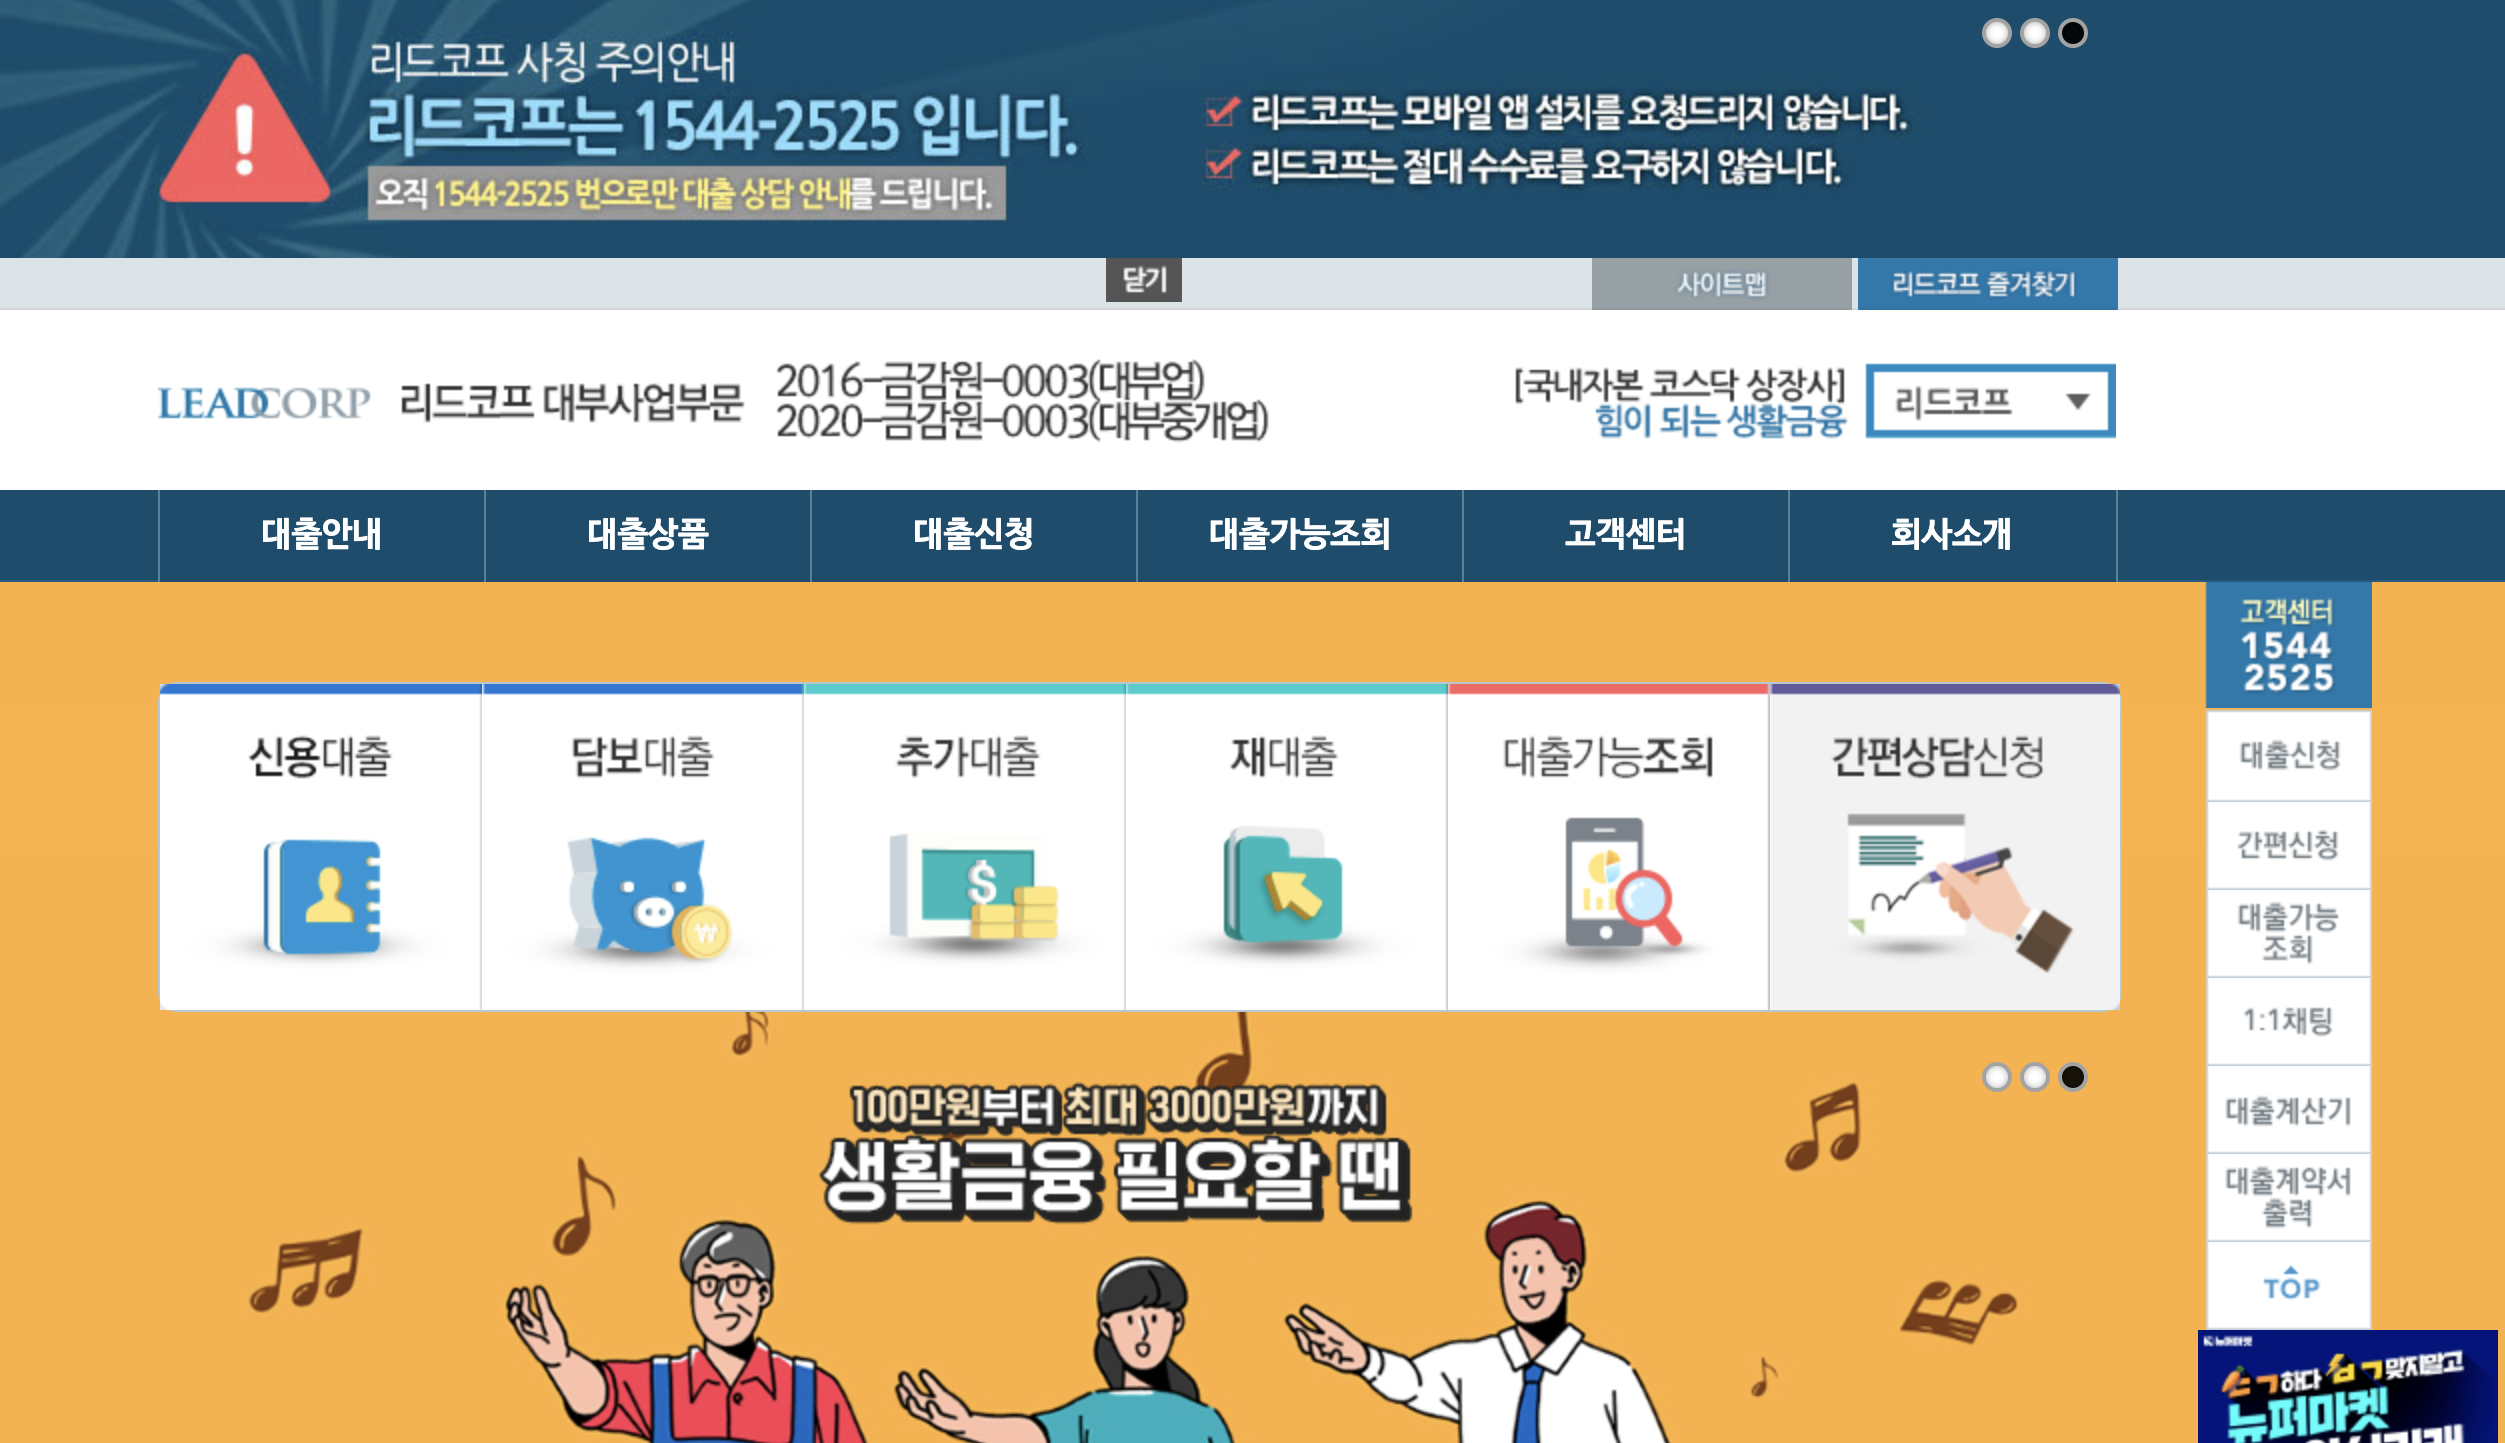 리드코프 사칭 주의안내
리드코프는 1544-2525 입니다.
오직 1544-2525 번으로만 대출 상담 안내를 드립니다.
리드코프는 모바일 앱 설치를 요청드리지 않습니다.
리드코프는 절대 수수료를 요구하지 않습니다.
닫기
사이트맵
리드코프 즐겨찾기
LEADCORP
리드코프 대부사업부문
2016-금감원-0003(대부업)
2020-금감원-0003(대부중개업)
[국내자본 코스닥 상장사]
힘이 되는 생활금융
리드코프
대출안내
대출상품
대출신청
대출가능조회
고객센터
회사소개
신용대출
담보대출
추가대출
재대출
대출가능조회
간편상담신청
100만원부터 최대 3000만원까지
생활금융 필요할 땐
고객센터
1544
2525
대출신청
간편신청
대출가능
조회
1:1채팅
대출계산기
대출계약서
출력
TOP
뉴퍼마켓
ㄱ하다 ㄱ맞지말고
뉴퍼마켓